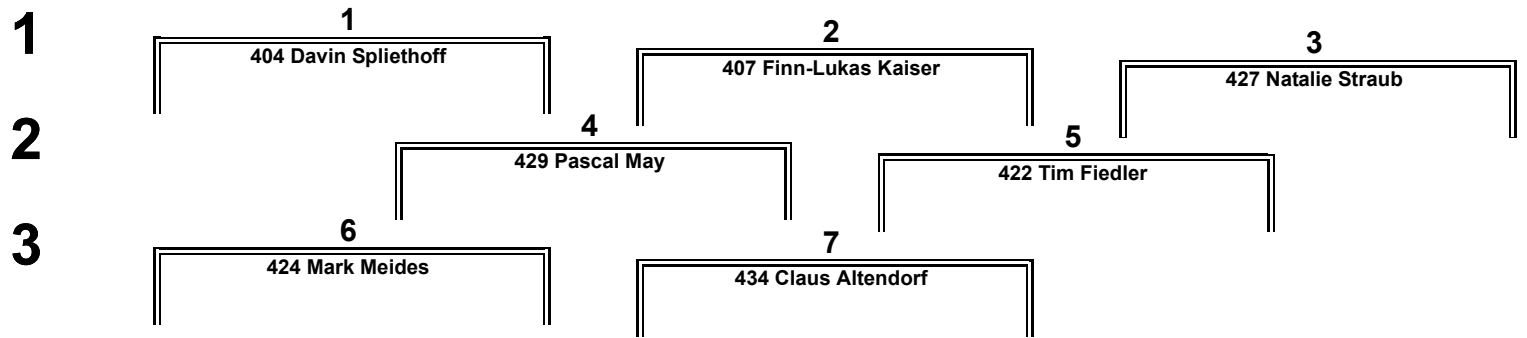 1
1
404 Davin Spliethoff
2
407 Finn-Lukas Kaiser
3
427 Natalie Straub
2
4
429 Pascal May
5
422 Tim Fiedler
3
6
424 Mark Meides
7
434 Claus Altendorf